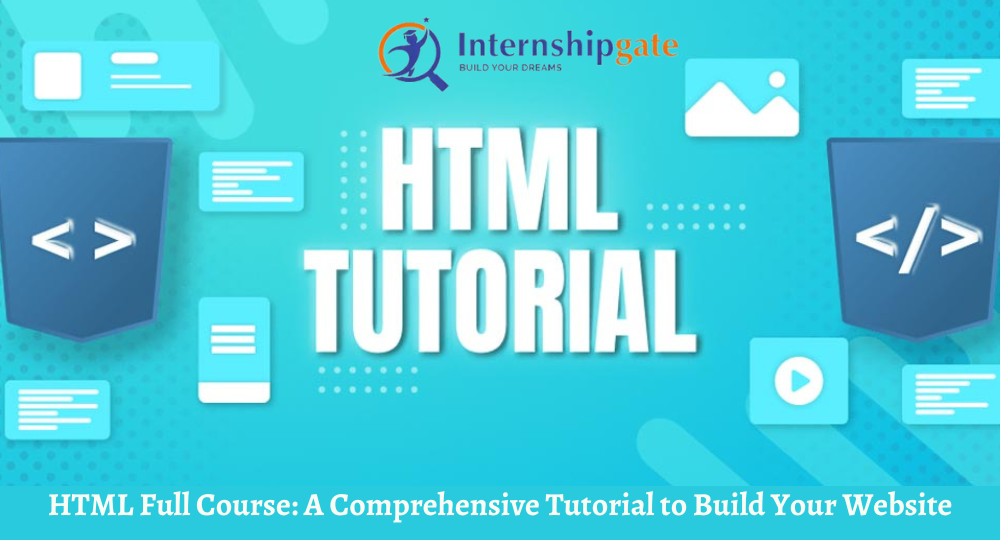 Internshipgate
BUILD YOUR DREAMS
HTML
TUTORIAL
< >
</>
HTML Full Course: A Comprehensive Tutorial to Build Your Website